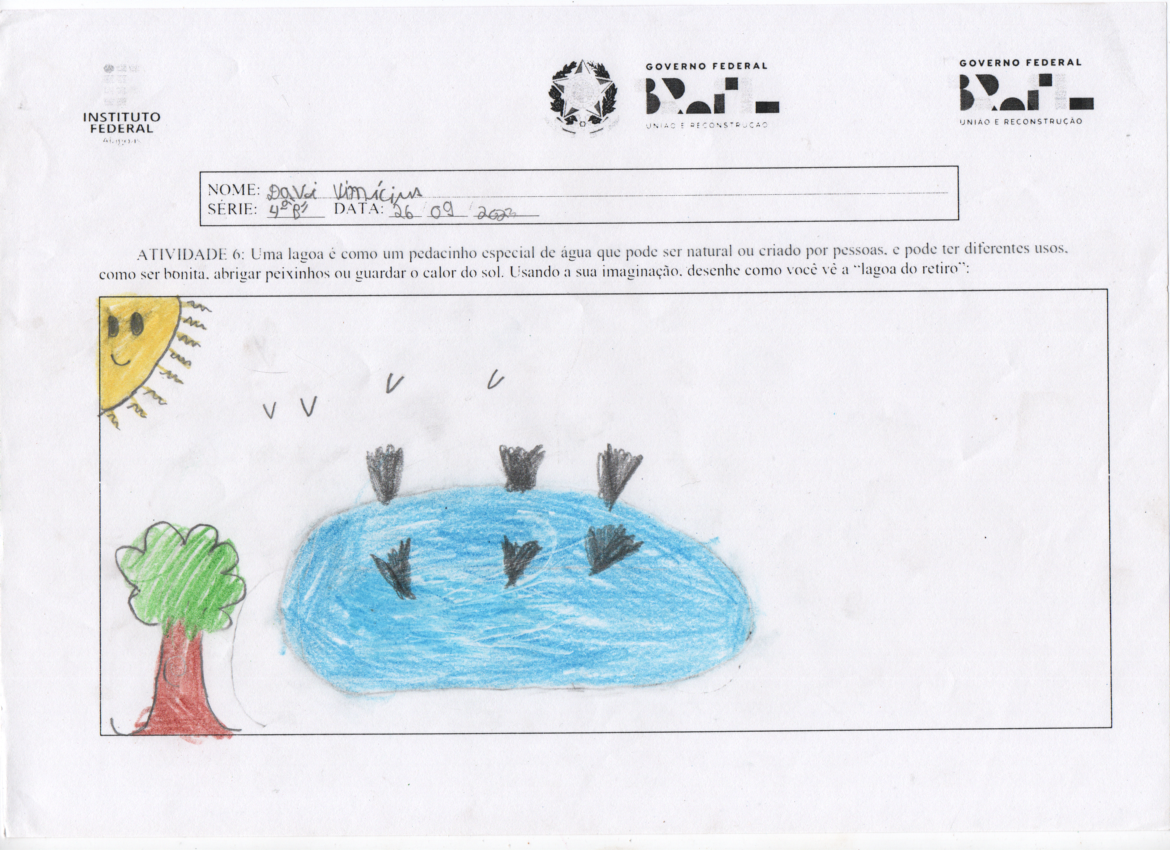 GOVERNO FEDERAL
BRASIL
UNIÃO E RECONSTRUÇÃO
GOVERNO FEDERAL
BRASIL
UNIÃO E RECONSTRUÇÃO
INSTITUTO
FEDERAL
NOME: Davi Vinícius
SÉRIE: 4º B DATA: 26 09
ATIVIDADE 6: Uma lagoa é como um pedacinho especial de água que pode ser natural ou criado por pessoas, e pode ter diferentes usos,
como ser bonita, abrigar peixinhos ou guardar o calor do sol. Usando a sua imaginação, desenhe como você vê a “lagoa do retiro”: